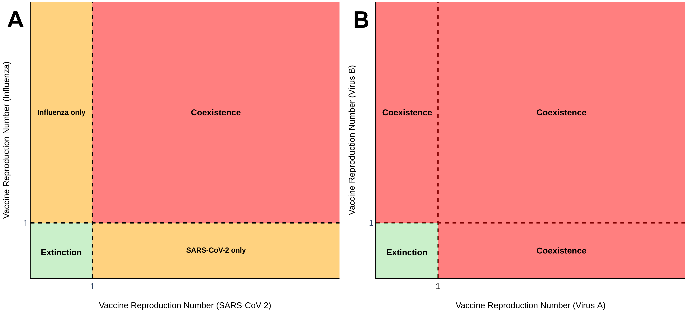 A
Vaccine Reproduction Number (Influenza)
Influenza only
Coexistence
1
Extinction
SARS-CoV-2 only
1
Vaccine Reproduction Number (SARS-CoV-2)
B
Vaccine Reproduction Number (Virus B)
Coexistence
Coexistence
1
Extinction
Coexistence
1
Vaccine Reproduction Number (Virus A)